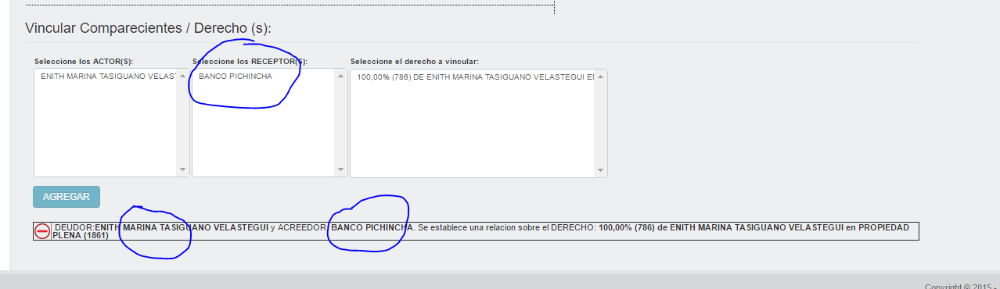 Vincular Comparecientes / Derecho (s):
Seleccione los ACTOR(S): Seleccione los RECEPTOR(S): Seleccione el derecho a vincular:
ENITH MARINA TASIGUANO VELAST BANCO PICHINCHA 100,00% (786) DE ENITH MARINA TASIGUANO VELASTEGUI
AGREGAR
DEUDOR:ENITH MARINA TASIGUANO VELASTEGUI y ACREEDOR: BANCO PICHINCHA. Se establece una relacion sobre el DERECHO: 100,00% (786) de ENITH MARINA TASIGUANO VELASTEGUI en PROPIEDAD
PLENA (1861)
Copyright © 2015 -